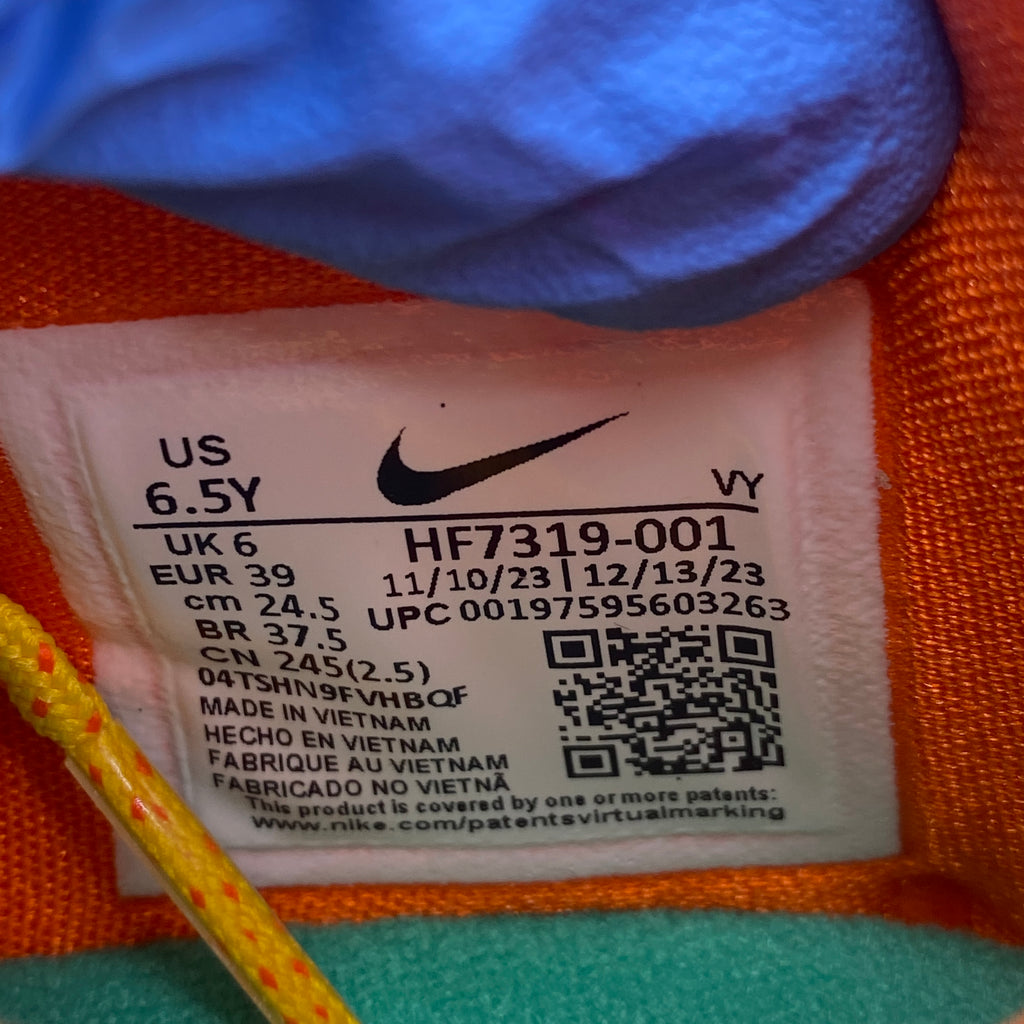 US
6.5Y
VY
UK 6
HF7319-001
EUR 39
11/10/23 | 12/13/23
cm 24.5
UPC 00197595603263
BR 37.5
CN 245(2.5)
04TSHN9FVHBQF
MADE IN VIETNAM
HECHO EN VIETNAM
FABRIQUE AU VIETNAM
FABRICADO NO VIETNÃ
This product is covered by one or more patents:
www.nike.com/patentsvirtualmarking